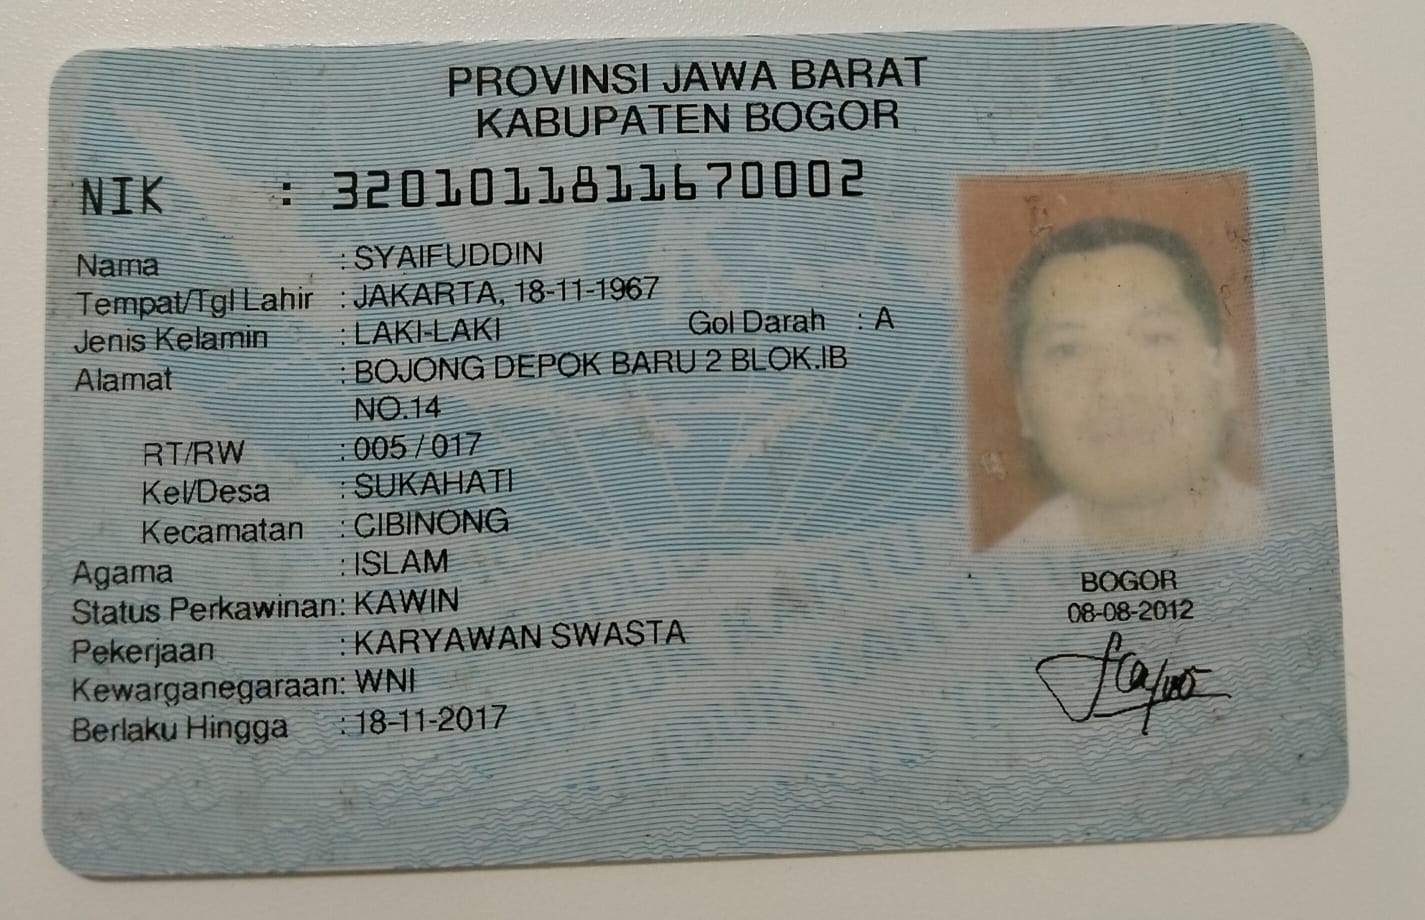 PROVINSI JAWA BARAT
KABUPATEN BOGOR
NIK : 3201011811670002
Nama : SYAIFUDDIN
Tempat/Tgl Lahir : JAKARTA, 18-11-1967
Jenis Kelamin : LAKI-LAKI Gol Darah : A
Alamat : BOJONG DEPOK BARU 2 BLOK.IB
NO.14
RT/RW : 005 / 017
Kel/Desa : SUKAHATI
Kecamatan : CIBINONG
Agama : ISLAM
Status Perkawinan: KAWIN
Pekerjaan : KARYAWAN SWASTA
Kewarganegaraan: WNI
Berlaku Hingga : 18-11-2017
BOGOR
08-08-2012